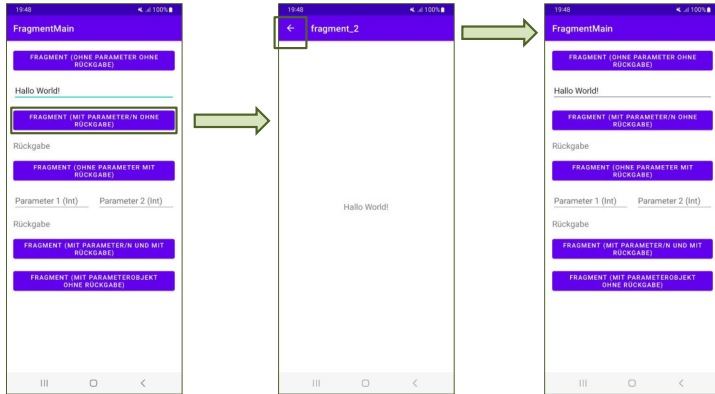 19:48
100%
FragmentMain
FRAGMENT (OHNE PARAMETER OHNE
RÜCKGABE)
Hallo World!
FRAGMENT (MIT PARAMETER/N OHNE
RÜCKGABE)
Rückgabe
FRAGMENT (OHNE PARAMETER MIT
RÜCKGABE)
Parameter 1 (Int) Parameter 2 (Int)
Rückgabe
FRAGMENT (MIT PARAMETER/N UND MIT
RÜCKGABE)
FRAGMENT (MIT PARAMETEROBJEKT
OHNE RÜCKGABE)
19:48
100%
fragment_2
Hallo World!
19:48
100%
FragmentMain
FRAGMENT (OHNE PARAMETER OHNE
RÜCKGABE)
Hallo World!
FRAGMENT (MIT PARAMETER/N OHNE
RÜCKGABE)
Rückgabe
FRAGMENT (OHNE PARAMETER MIT
RÜCKGABE)
Parameter 1 (Int) Parameter 2 (Int)
Rückgabe
FRAGMENT (MIT PARAMETER/N UND MIT
RÜCKGABE)
FRAGMENT (MIT PARAMETEROBJEKT
OHNE RÜCKGABE)